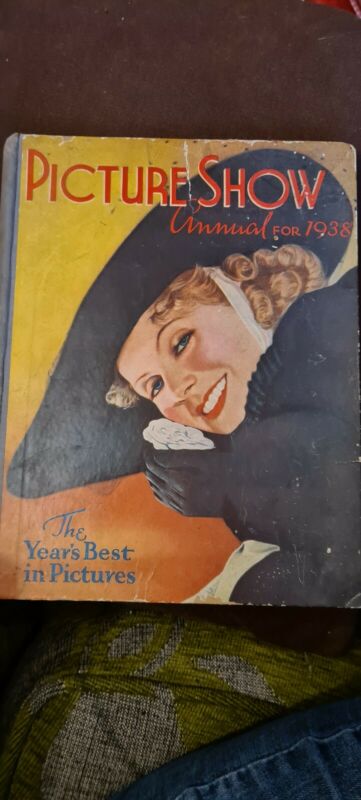 PICTURE SHOW
Annual FOR 1938
The
Year's Best
in Pictures